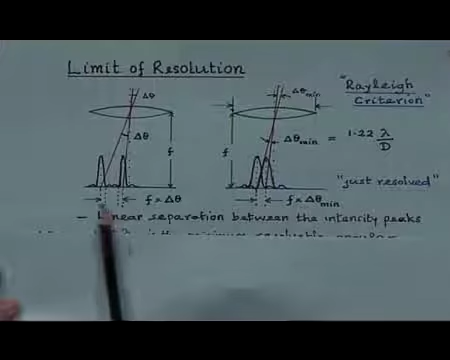 Limit of Resolution
Δθ
Δθ
f
f × Δθ
Δθmin
f
Δθmin = 1.22 λ/D
f × Δθmin
"Rayleigh
Criterion"
"just resolved"
- Linear separation between the intensity peaks